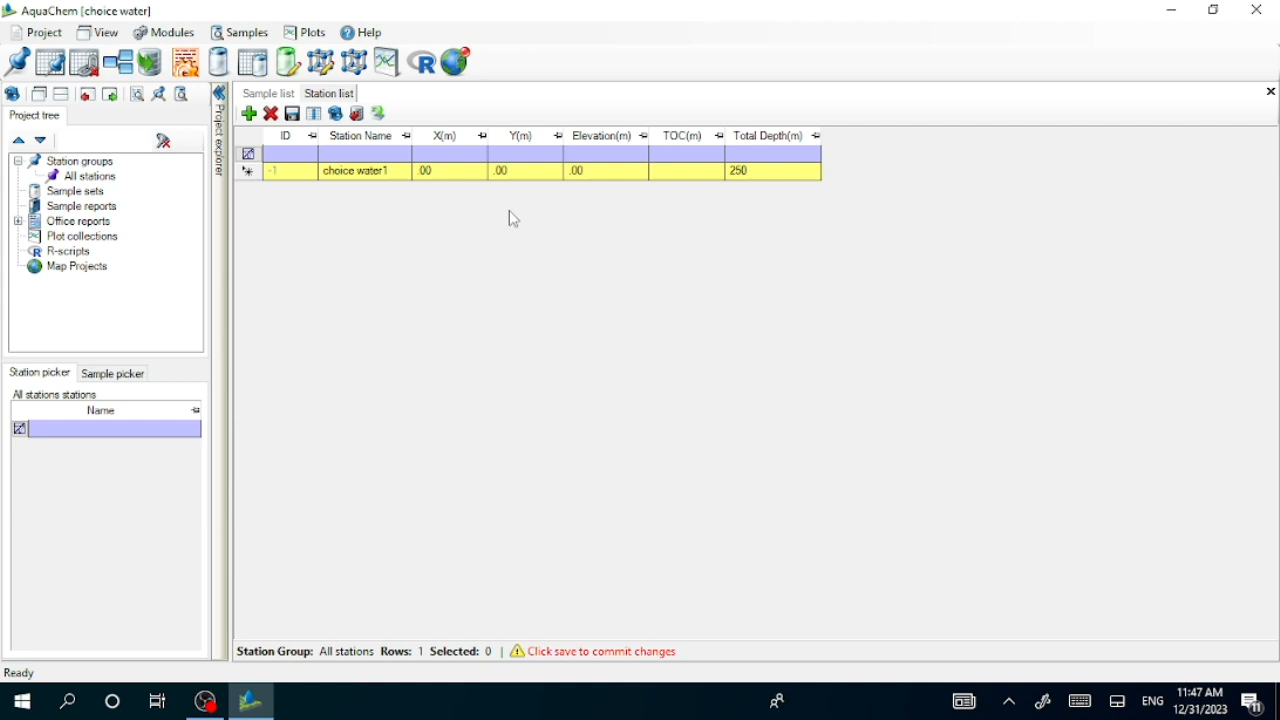 AquaChem [choice water]
Project View Modules Samples Plots Help
Project tree
Station groups
All stations
Sample sets
Sample reports
Office reports
Plot collections
R-scripts
Map Projects
Project explorer
Station picker Sample picker
All stations stations
Name
Sample list Station list
ID Station Name X(m) Y(m) Elevation(m) TOC(m) Total Depth(m)
-1 choice water1 .00 .00 .00 250
Station Group: All stations Rows: 1 Selected: 0 | Click save to commit changes
Ready
ENG 11:47 AM
12/31/2023
11